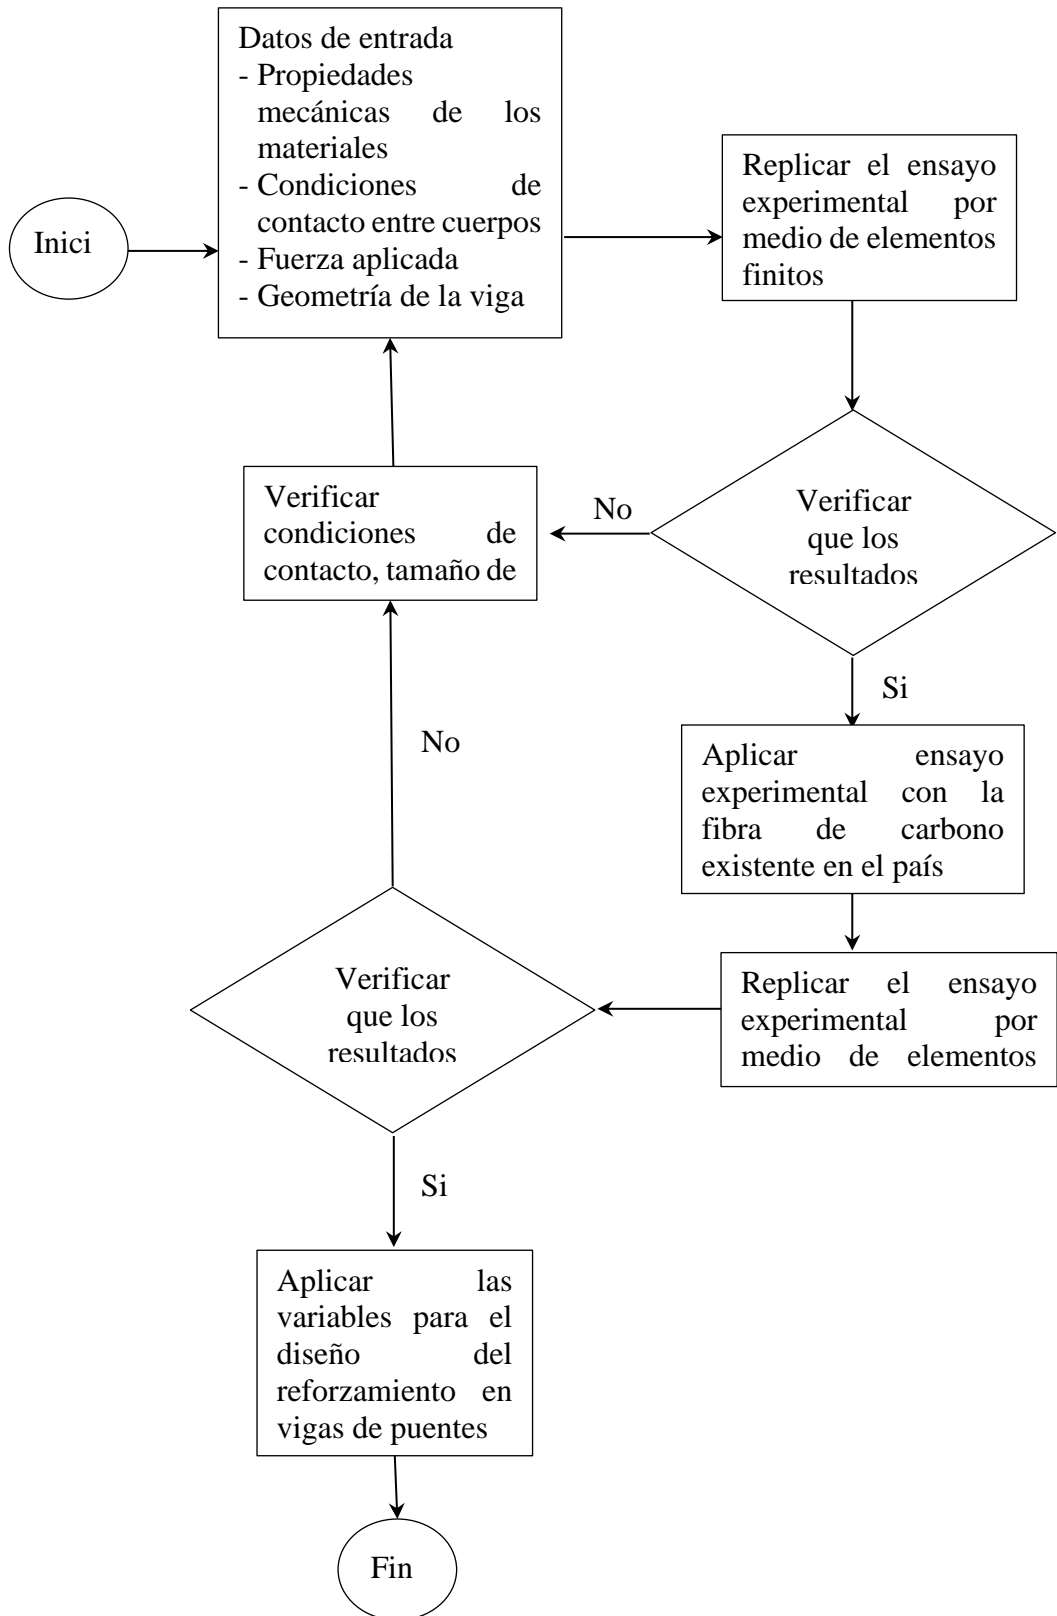 Inici
Datos de entrada
- Propiedades
mecánicas de los
materiales
- Condiciones de
contacto entre cuerpos
- Fuerza aplicada
- Geometría de la viga
Replicar el ensayo
experimental por
medio de elementos
finitos
Verificar
que los
resultados
No
Verificar
condiciones de
contacto, tamaño de
Si
Aplicar ensayo
experimental con la
fibra de carbono
existente en el país
Replicar el ensayo
experimental por
medio de elementos
Verificar
que los
resultados
No
Si
Aplicar las
variables para el
diseño del
reforzamiento en
vigas de puentes
Fin